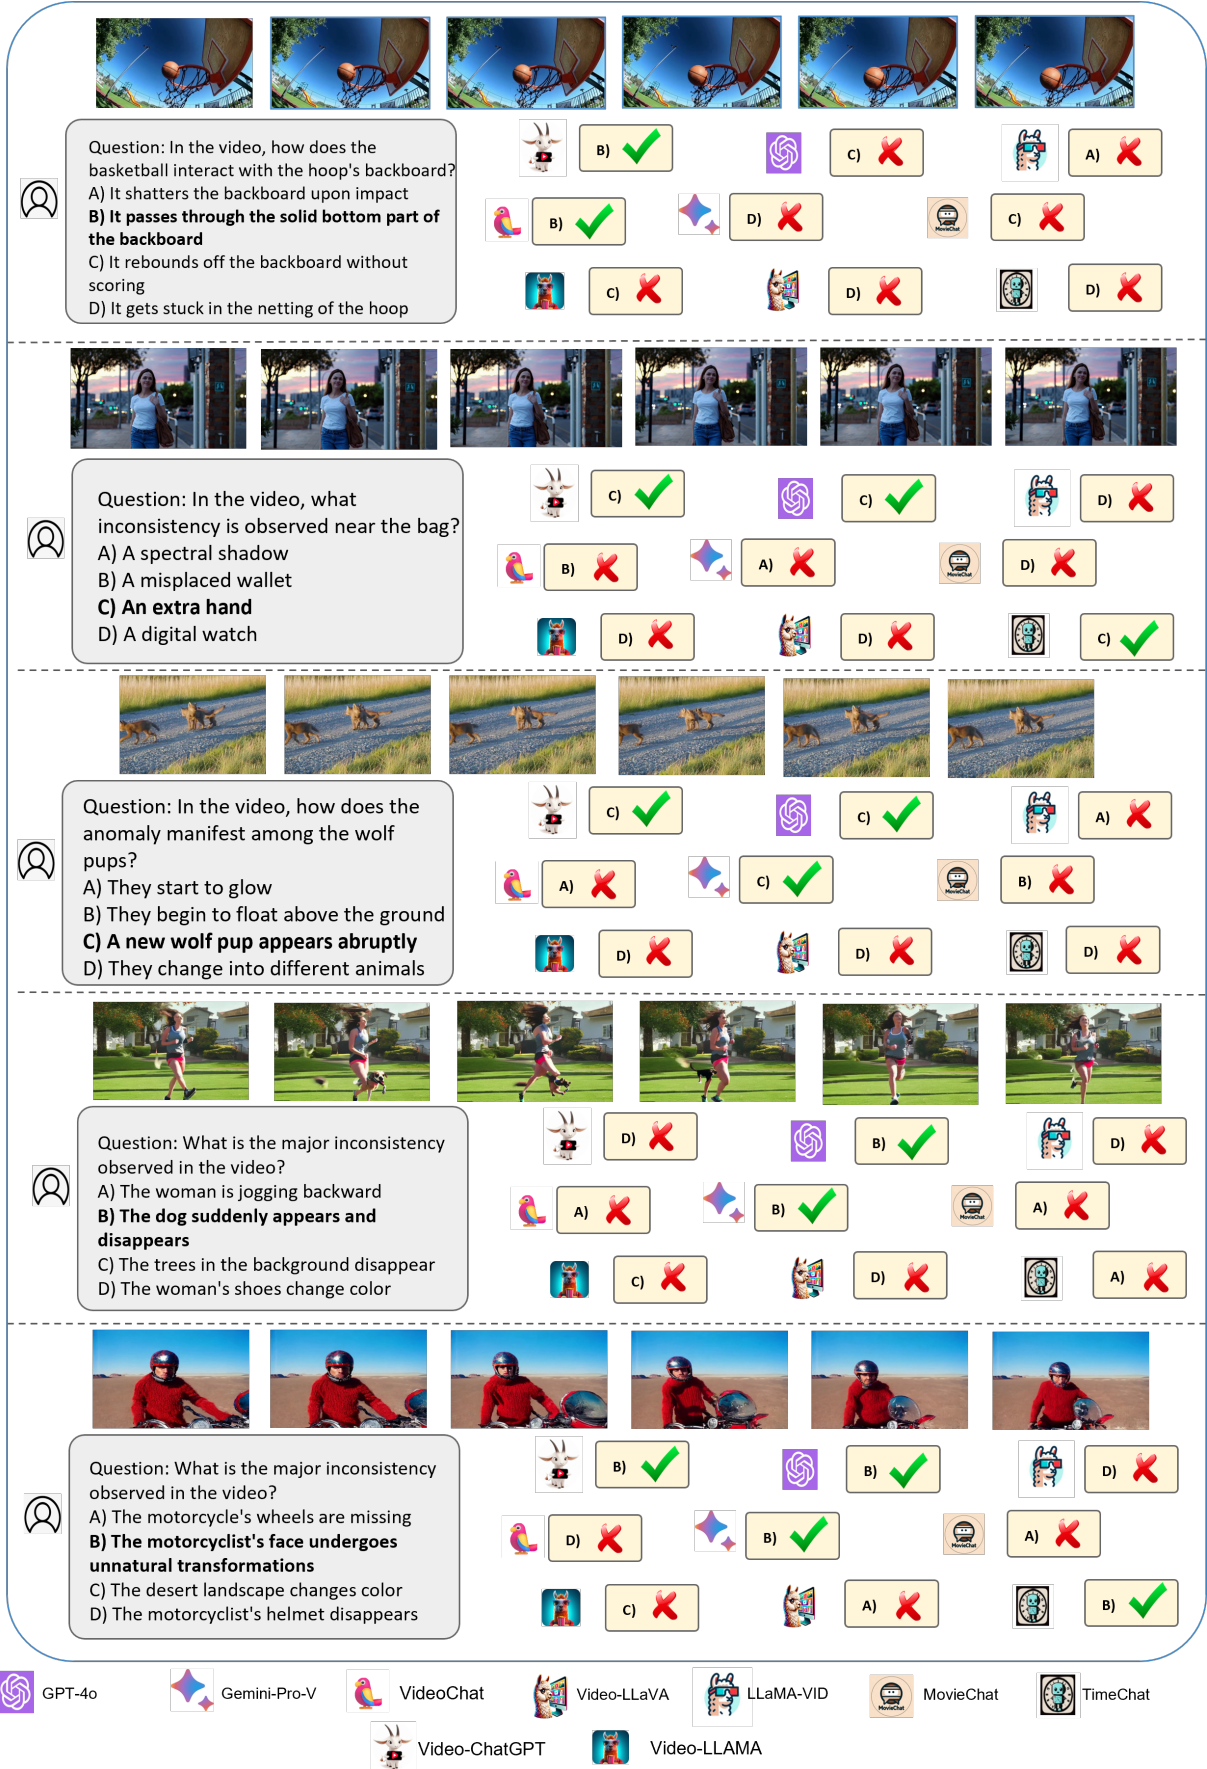 Question: In the video, how does the
basketball interact with the hoop's backboard?
A) It shatters the backboard upon impact
B) It passes through the solid bottom part of
the backboard
C) It rebounds off the backboard without
scoring
D) It gets stuck in the netting of the hoop
B)
C)
A)
B)
D)
MovieChat
C)
C)
D)
D)
Question: In the video, what
inconsistency is observed near the bag?
A) A spectral shadow
B) A misplaced wallet
C) An extra hand
D) A digital watch
C)
C)
D)
B)
A)
MovieChat
D)
D)
D)
C)
Question: In the video, how does the
anomaly manifest among the wolf
pups?
A) They start to glow
B) They begin to float above the ground
C) A new wolf pup appears abruptly
D) They change into different animals
C)
C)
A)
A)
C)
MovieChat
B)
D)
D)
D)
Question: What is the major inconsistency
observed in the video?
A) The woman is jogging backward
B) The dog suddenly appears and
disappears
C) The trees in the background disappear
D) The woman's shoes change color
D)
B)
D)
A)
B)
MovieChat
A)
C)
D)
A)
Question: What is the major inconsistency
observed in the video?
A) The motorcycle's wheels are missing
B) The motorcyclist's face undergoes
unnatural transformations
C) The desert landscape changes color
D) The motorcyclist's helmet disappears
B)
B)
D)
D)
B)
MovieChat
A)
C)
A)
B)
GPT-4o
Gemini-Pro-V
VideoChat
Video-LLaVA
LLaMA-VID
MovieChat
MovieChat
TimeChat
Video-ChatGPT
Video-LLAMA